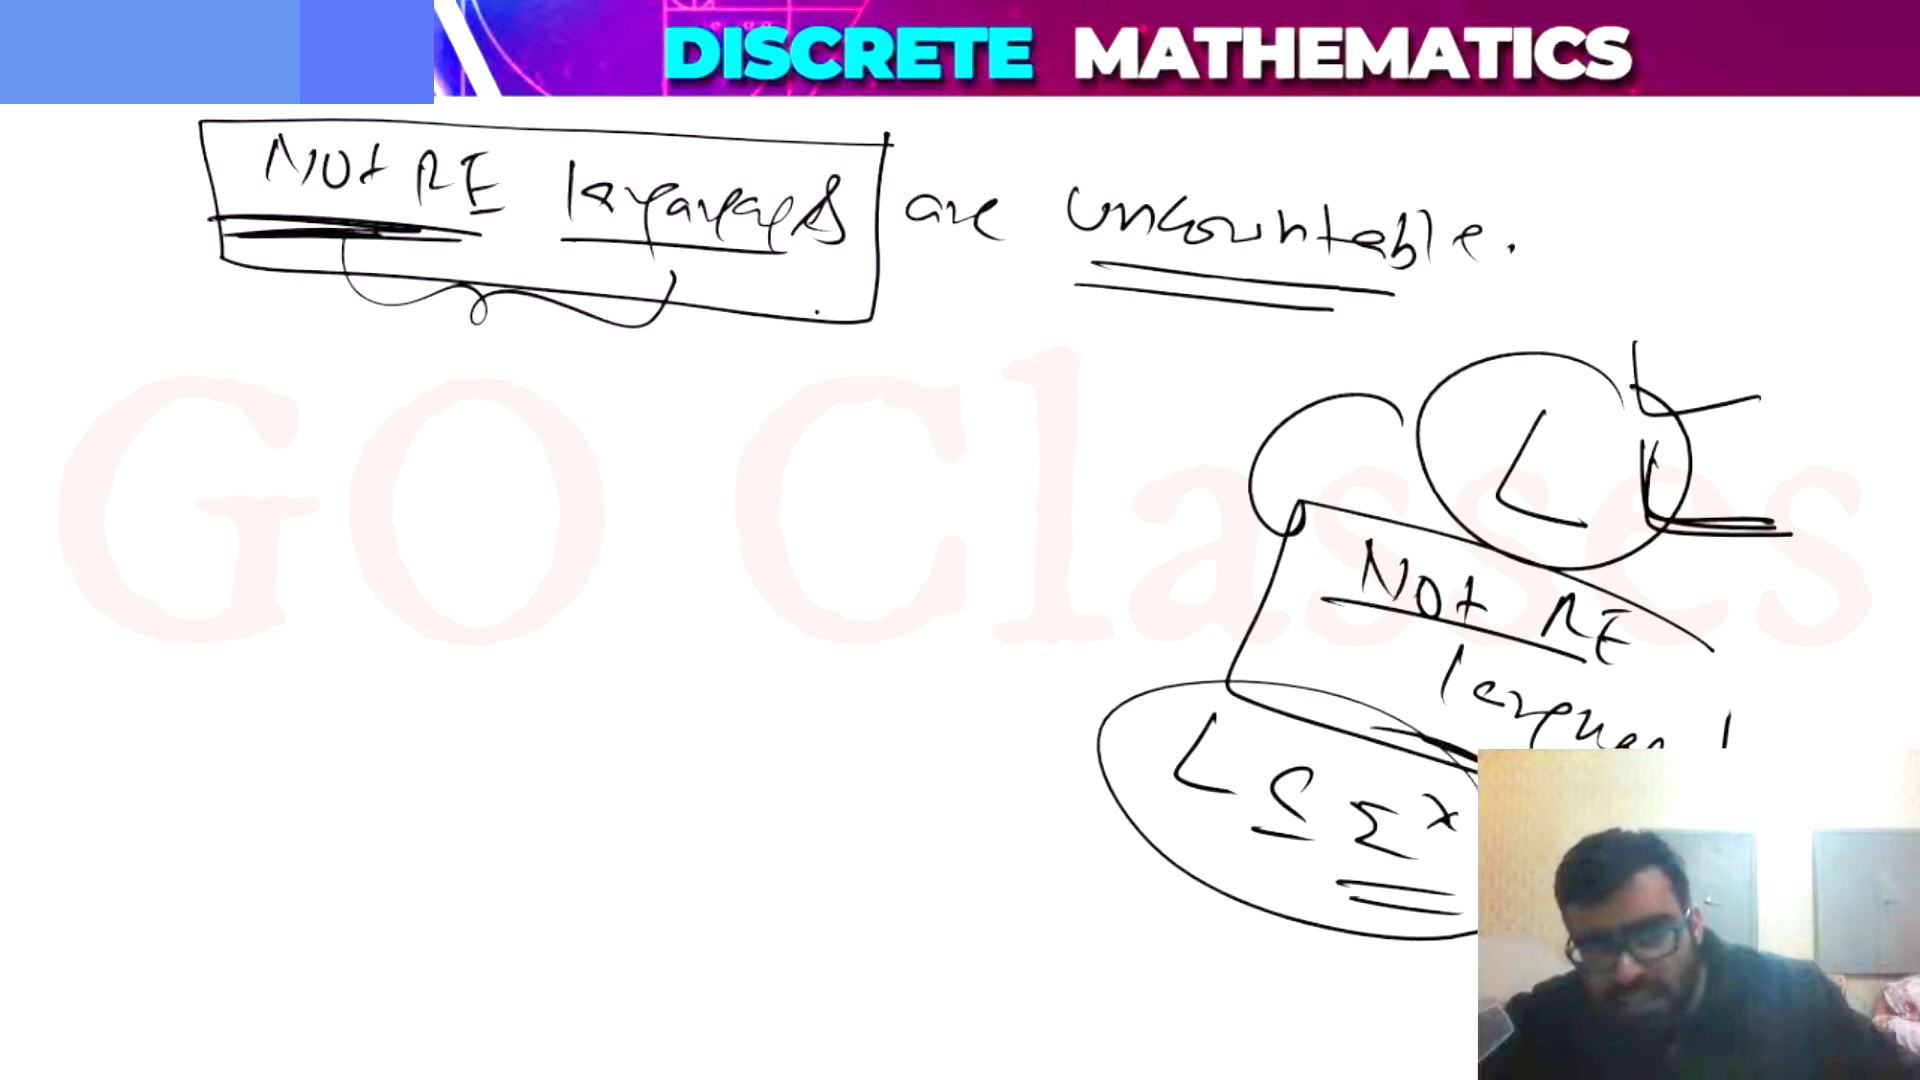 DISCRETE MATHEMATICS
Not RE languages are uncountable.
GO Classes
L L
Not RE
L ⊆ Σ*